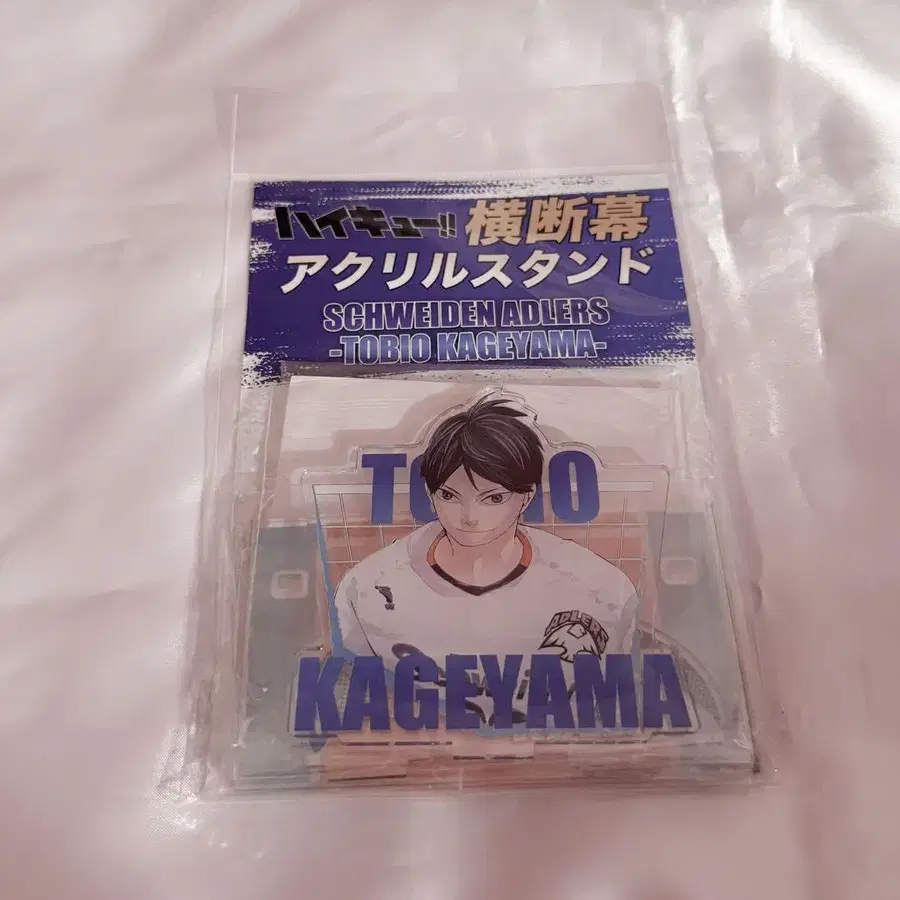 ハイキュー!! 横断幕
アクリルスタンド
SCHWEIDEN ADLERS
-TOBIO KAGEYAMA-
ADLERS
KAGEYAMA